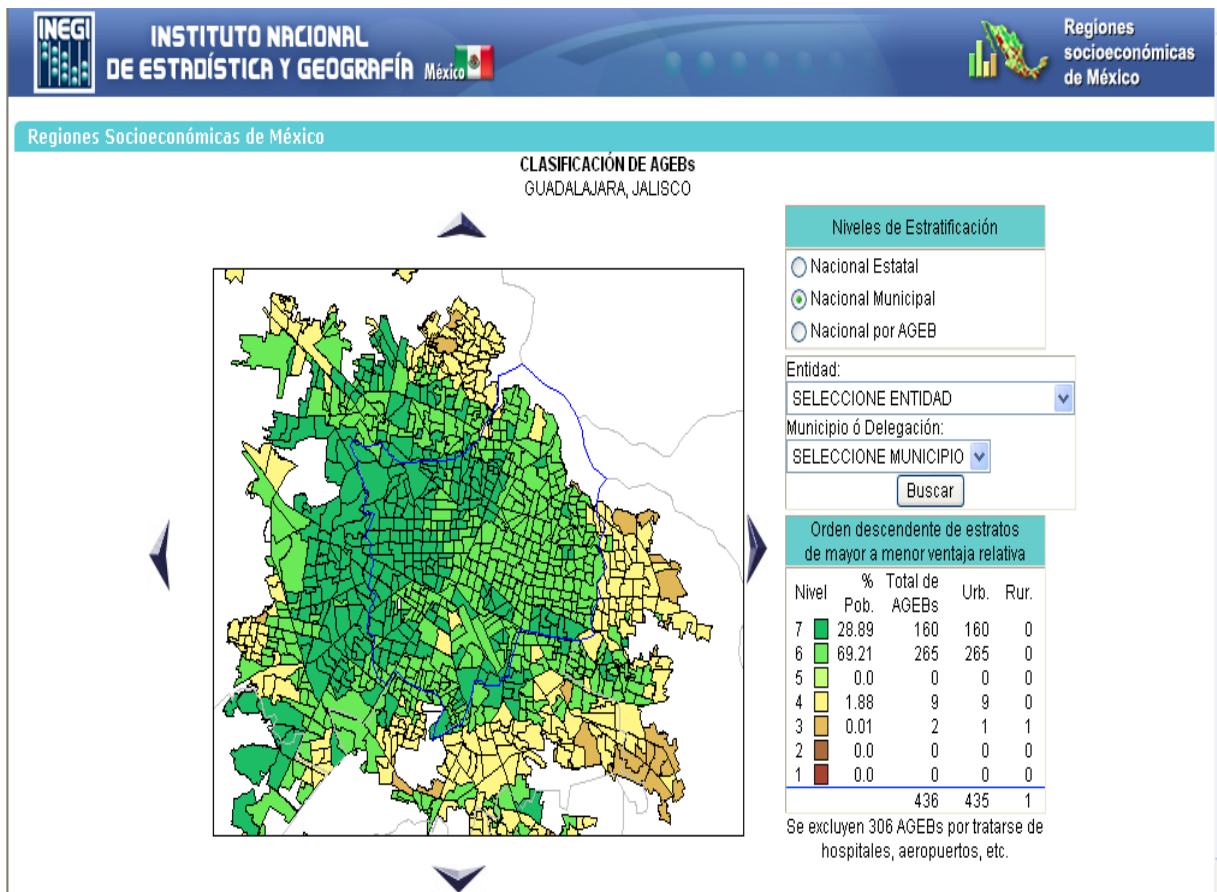 INEGI
INSTITUTO NACIONAL
DE ESTADÍSTICA Y GEOGRAFÍA México
Regiones
socioeconómicas
de México
Regiones Socioeconómicas de México
CLASIFICACIÓN DE AGEBs
GUADALAJARA, JALISCO
Niveles de Estratificación
Nacional Estatal
Nacional Municipal
Nacional por AGEB
Entidad:
SELECCIONE ENTIDAD
Municipio ó Delegación:
SELECCIONE MUNICIPIO
Buscar
Orden descendente de estratos
de mayor a menor ventaja relativa
Nivel % Pob. Total de AGEBs Urb. Rur.
7 28.89 160 160 0
6 69.21 265 265 0
5 0.0 0 0 0
4 1.88 9 9 0
3 0.01 2 1 1
2 0.0 0 0 0
1 0.0 0 0 0
436 435 1
Se excluyen 306 AGEBs por tratarse de
hospitales, aeropuertos, etc.